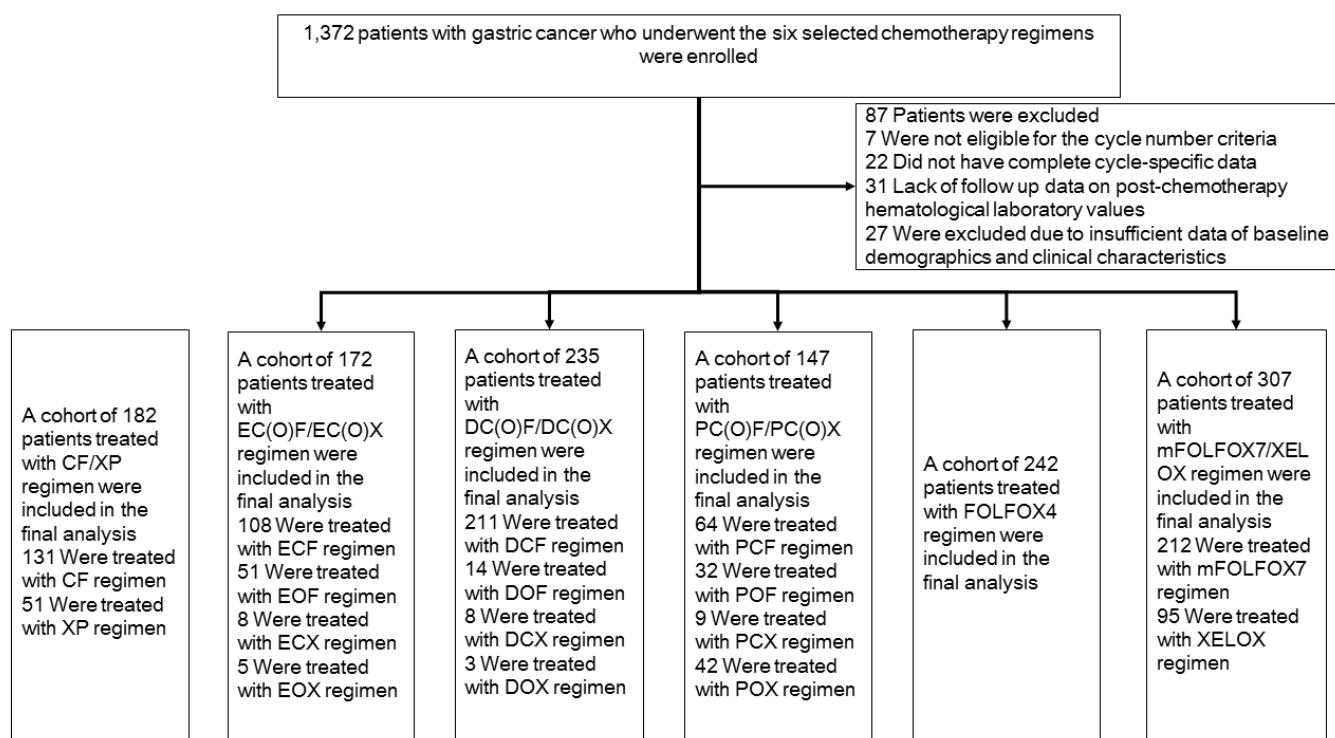 1,372 patients with gastric cancer who underwent the six selected chemotherapy regimens
were enrolled
87 Patients were excluded
7 Were not eligible for the cycle number criteria
22 Did not have complete cycle-specific data
31 Lack of follow up data on post-chemotherapy
hematological laboratory values
27 Were excluded due to insufficient data of baseline
demographics and clinical characteristics
A cohort of 182
patients treated
with CF/XP
regimen were
included in the
final analysis
131 Were treated
with CF regimen
51 Were treated
with XP regimen
A cohort of 172
patients treated
with
EC(O)F/EC(O)X
regimen were
included in the
final analysis
108 Were treated
with ECF regimen
51 Were treated
with EOF regimen
8 Were treated
with ECX regimen
5 Were treated
with EOX regimen
A cohort of 235
patients treated
with
DC(O)F/DC(O)X
regimen were
included in the
final analysis
211 Were treated
with DCF regimen
14 Were treated
with DOF regimen
8 Were treated
with DCX regimen
3 Were treated
with DOX regimen
A cohort of 147
patients treated
with
PC(O)F/PC(O)X
regimen were
included in the
final analysis
64 Were treated
with PCF regimen
32 Were treated
with POF regimen
9 Were treated
with PCX regimen
42 Were treated
with POX regimen
A cohort of 242
patients treated
with FOLFOX4
regimen were
included in the
final analysis
A cohort of 307
patients treated
with
mFOLFOX7/XEL
OX regimen were
included in the
final analysis
212 Were treated
with mFOLFOX7
regimen
95 Were treated
with XELOX
regimen